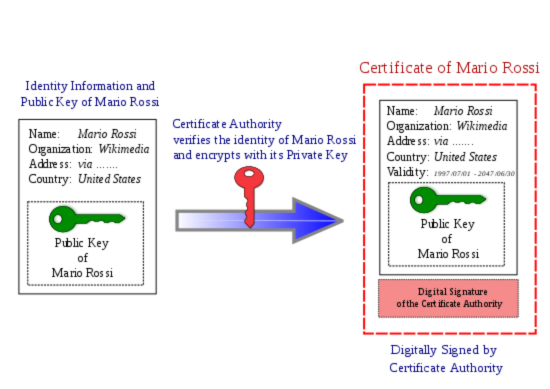 Identity Information and
Public Key of Mario Rossi
Name: Mario Rossi
Organization: Wikimedia
Address: via .......
Country: United States
Public Key
of
Mario Rossi
Certificate Authority
verifies the identity of Mario Rossi
and encrypts with its Private Key
Certificate of Mario Rossi
Name: Mario Rossi
Organization: Wikimedia
Address: via .......
Country: United States
Validity: 1997/07/01 - 2047/06/30
Public Key
of
Mario Rossi
Digital Signature
of the Certificate Authority
Digitally Signed by
Certificate Authority